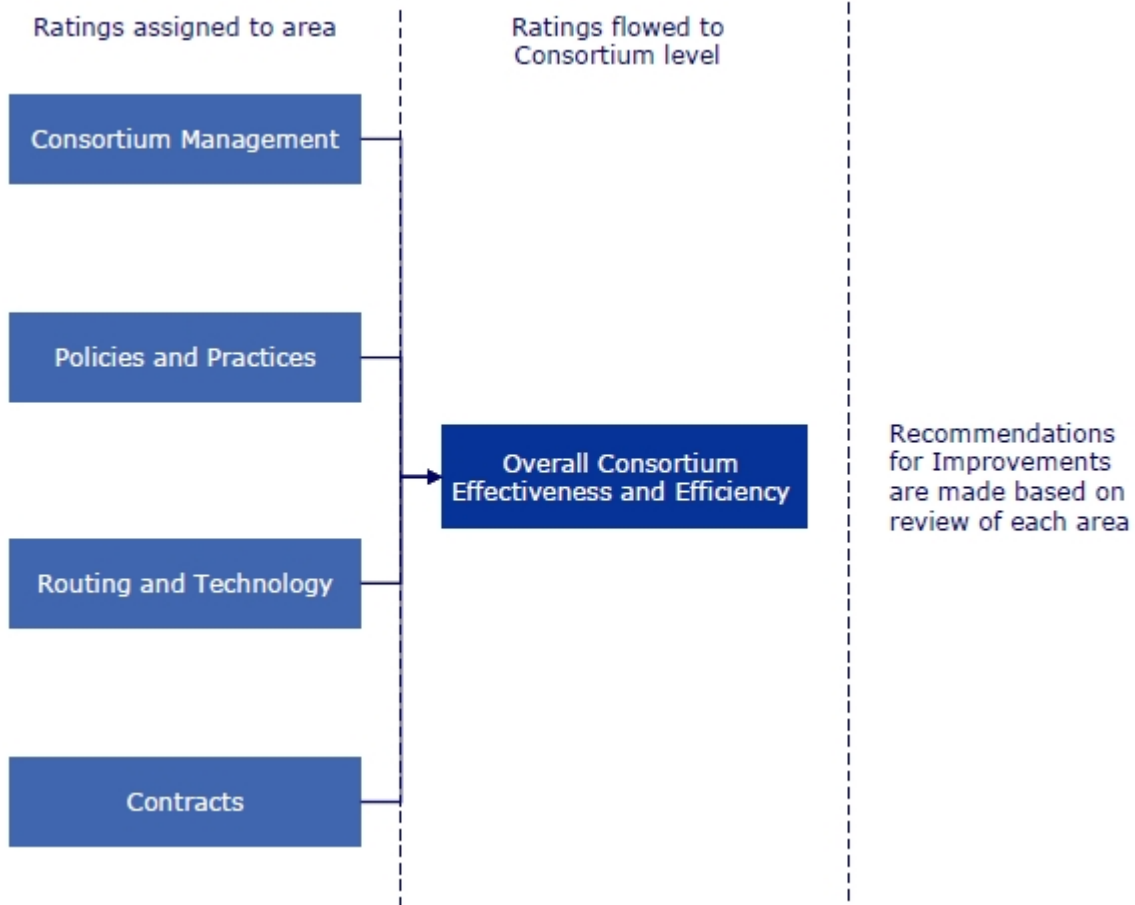 Ratings assigned to area
Ratings flowed to
Consortium level
Consortium Management
Policies and Practices
Routing and Technology
Contracts
Overall Consortium
Effectiveness and Efficiency
Recommendations
for Improvements
are made based on
review of each area